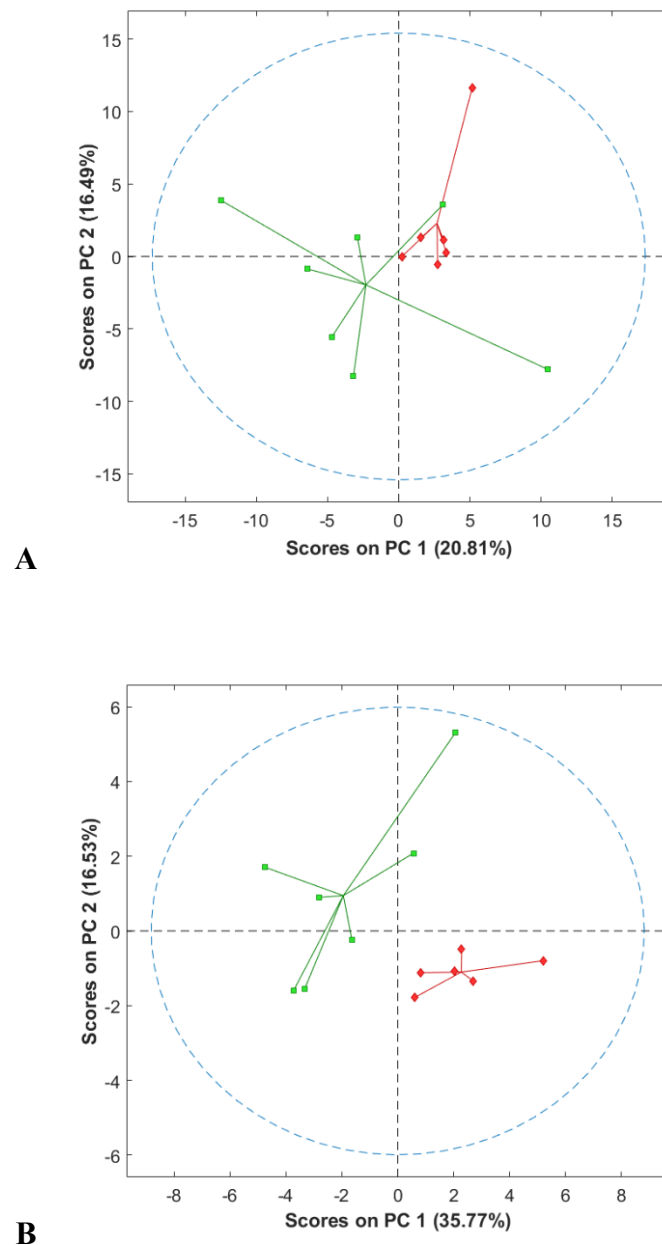 15
10
5
0
-5
-10
-15
Scores on PC 2 (16.49%)
-15 -10 -5 0 5 10 15
Scores on PC 1 (20.81%)
A
6
4
2
0
-2
-4
-6
Scores on PC 2 (16.53%)
-8 -6 -4 -2 0 2 4 6 8
Scores on PC 1 (35.77%)
B